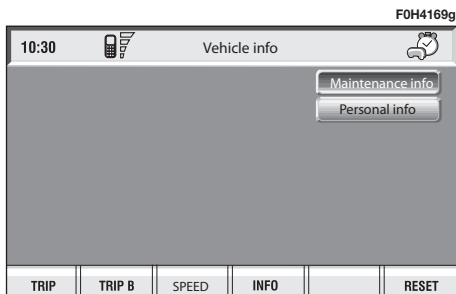 F0H4169g
10:30 Vehicle info
Maintenance info
Personal info
TRIP TRIP B SPEED INFO RESET